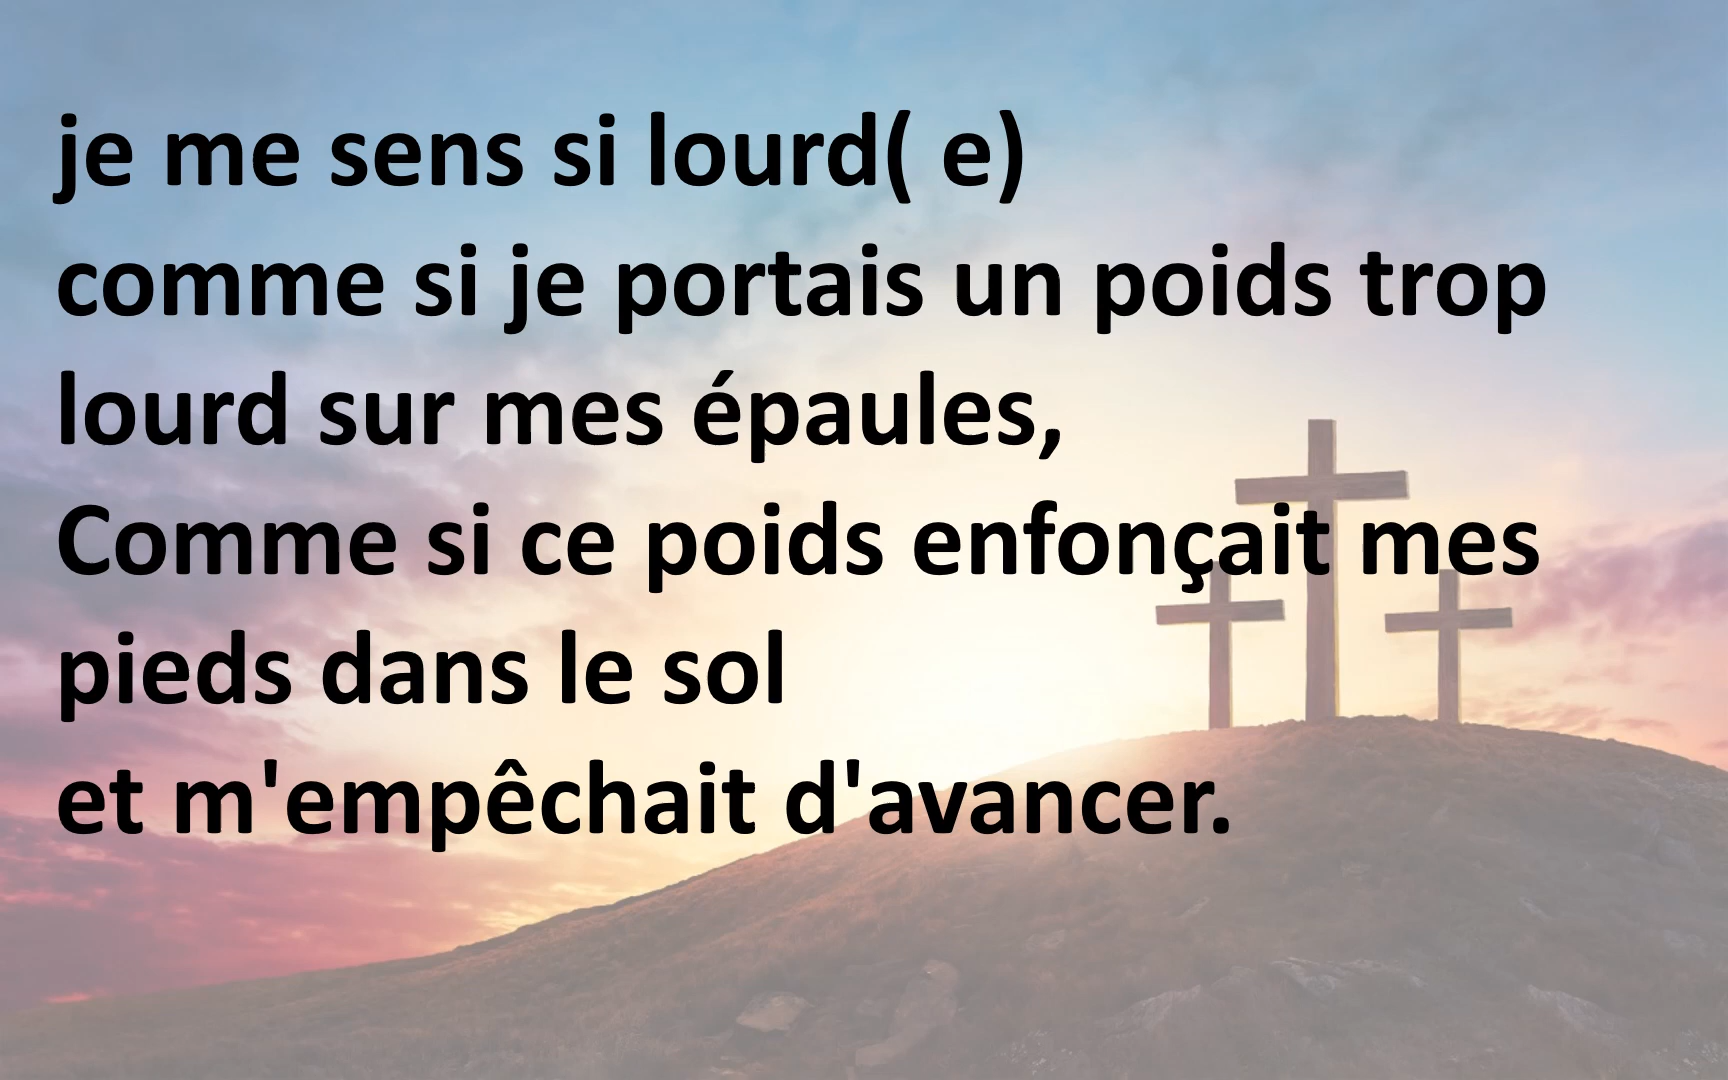 je me sens si lourd( e)
comme si je portais un poids trop
lourd sur mes épaules,
Comme si ce poids enfonçait mes
pieds dans le sol
et m'empêchait d'avancer.